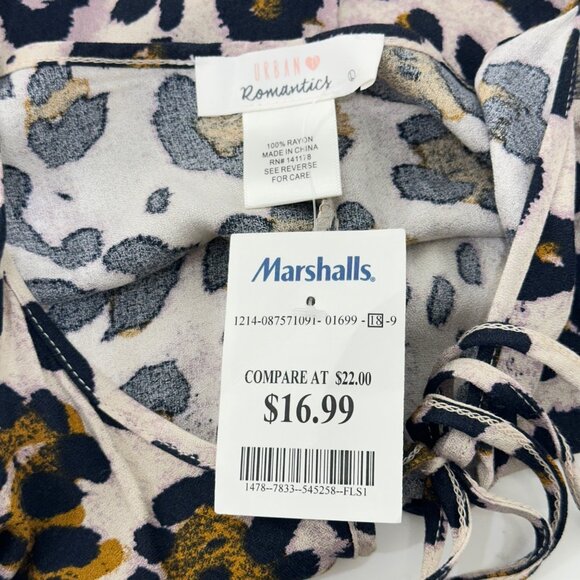 URBAN
Romantics
L
100% RAYON
MADE IN CHINA
RN# 141178
SEE REVERSE
FOR CARE
Marshalls®
1214-087571091- 01699 - 18 -9
COMPARE AT $22.00
$16.99
1478--7833--545258--FLS1